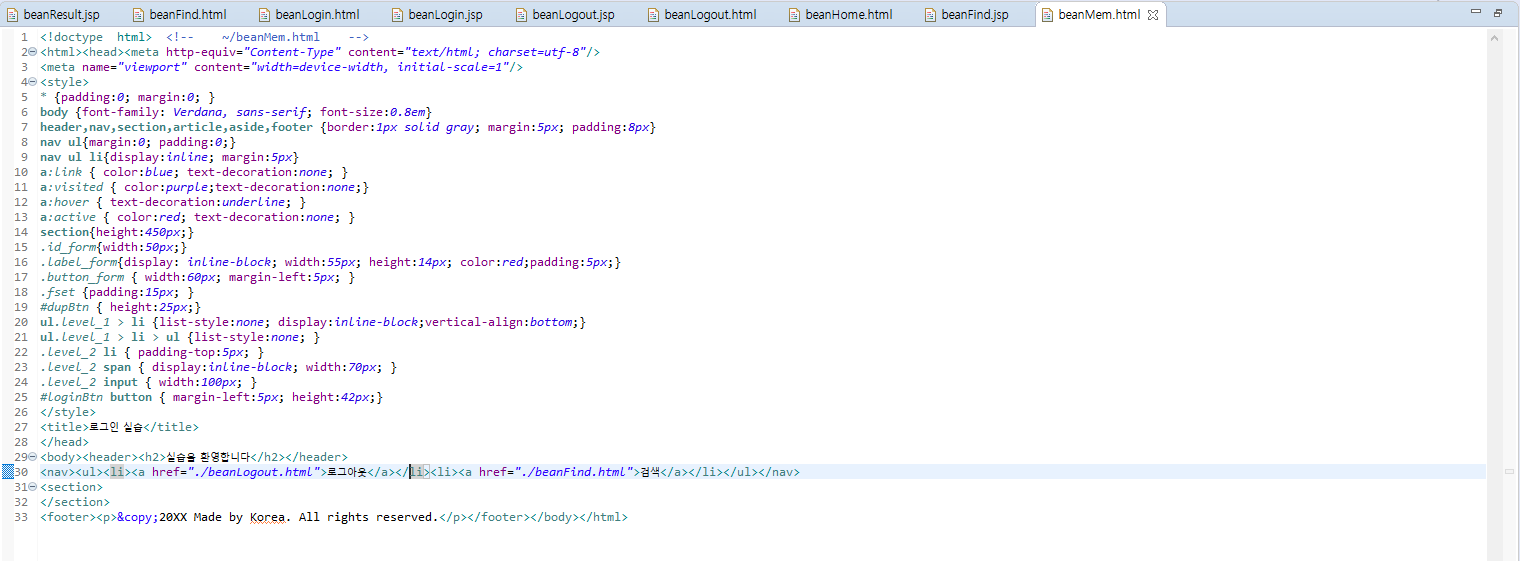 beanResult.jsp beanFind.html beanLogin.html beanLogin.jsp beanLogout.jsp beanLogout.html beanHome.html beanFind.jsp beanMem.html
1 <!doctype  html>  <!--   ~/beanMem.html    -->
2 <html><head><meta http-equiv="Content-Type" content="text/html; charset=utf-8"/>
3 <meta name="viewport" content="width=device-width, initial-scale=1"/>
4 <style>
5 * {padding:0; margin:0; }
6 body {font-family: Verdana, sans-serif; font-size:0.8em}
7 header,nav,section,article,aside,footer {border:1px solid gray; margin:5px; padding:8px}
8 nav ul{margin:0; padding:0;}
9 nav ul li{display:inline; margin:5px}
10 a:link { color:blue; text-decoration:none; }
11 a:visited { color:purple;text-decoration:none;}
12 a:hover { text-decoration:underline; }
13 a:active { color:red; text-decoration:none; }
14 section{height:450px;}
15 .id_form{width:50px;}
16 .label_form{display: inline-block; width:55px; height:14px; color:red;padding:5px;}
17 .button_form { width:60px; margin-left:5px; }
18 .fset {padding:15px; }
19 #dupBtn { height:25px;}
20 ul.level_1 > li {list-style:none; display:inline-block;vertical-align:bottom;}
21 ul.level_1 > li > ul {list-style:none; }
22 .level_2 li { padding-top:5px; }
23 .level_2 span { display:inline-block; width:70px; }
24 .level_2 input { width:100px; }
25 #loginBtn button { margin-left:5px; height:42px;}
26 </style>
27 <title>로그인 실습</title>
28 </head>
29 <body><header><h2>실습을 환영합니다</h2></header>
30 <nav><ul><li><a href="./beanLogout.html">로그아웃</a></li><li><a href="./beanFind.html">검색</a></li></ul></nav>
31 <section>
32 </section>
33 <footer><p>&copy;20XX Made by Korea. All rights reserved.</p></footer></body></html>